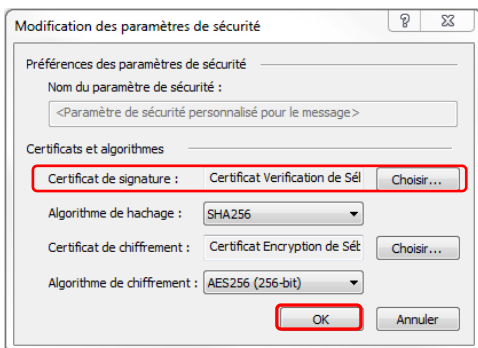 Modification des paramètres de sécurité
Préférences des paramètres de sécurité
Nom du paramètre de sécurité :
<Paramètre de sécurité personnalisé pour le message>
Certificats et algorithmes
Certificat de signature : Certificat Verification de Sél Choisir...
Algorithme de hachage : SHA256
Certificat de chiffrement : Certificat Encryption de Séb Choisir...
Algorithme de chiffrement : AES256 (256-bit)
OK Annuler